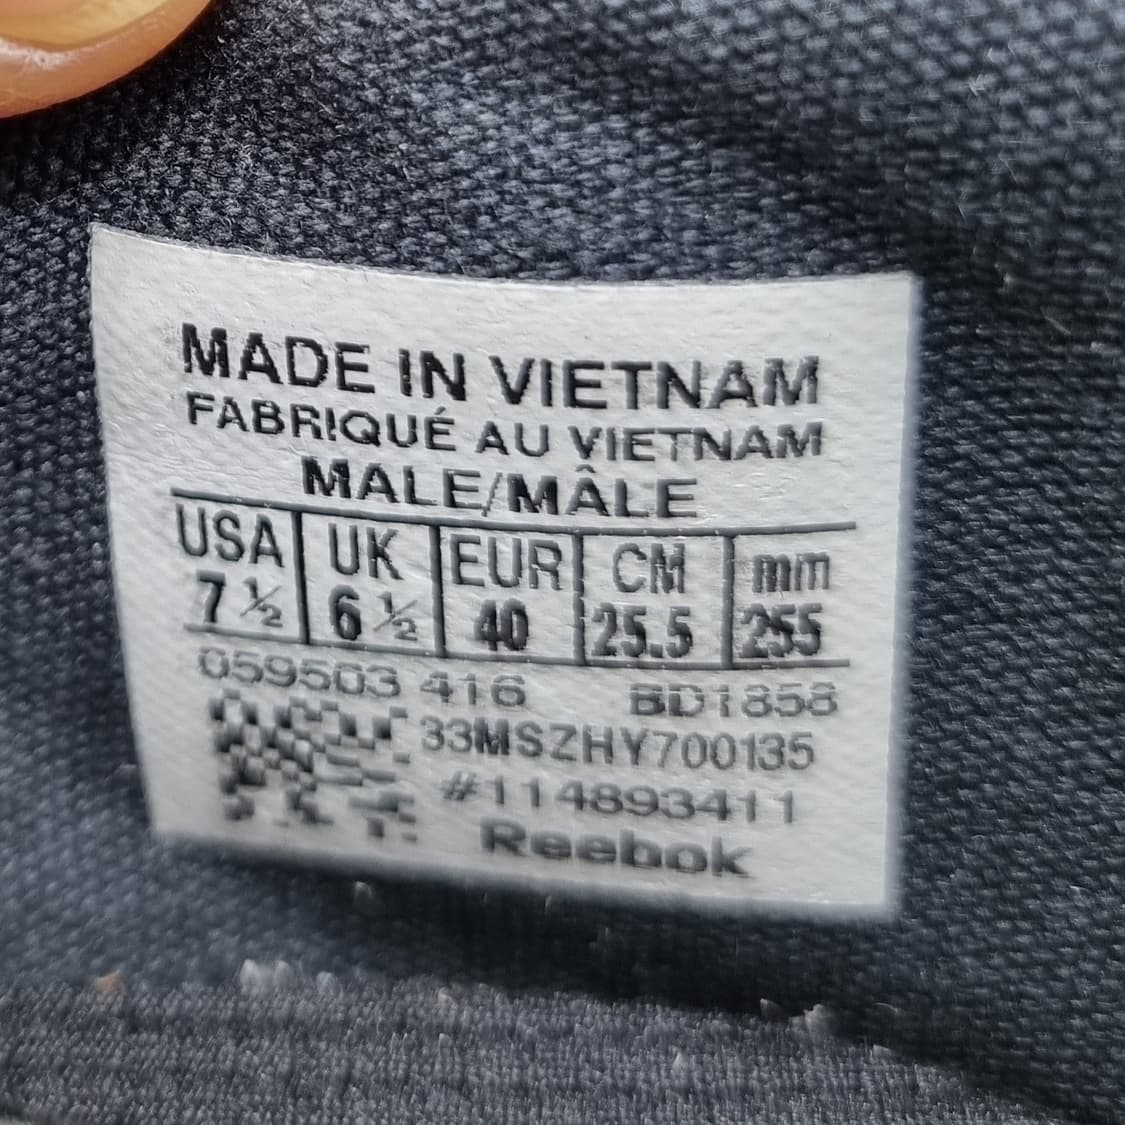 MADE IN VIETNAM
FABRIQUÉ AU VIETNAM
MALE/MÂLE
USA UK EUR CM mm
7 ½ 6 ½ 40 25.5 255
059503 416 BD1858
33MSZHY700135
#114893411
Reebok